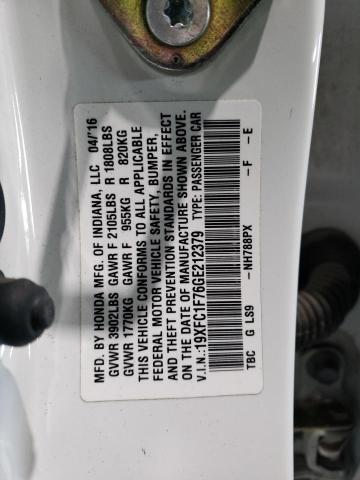 MFD. BY HONDA MFG. OF INDIANA, LLC 04/'16
GVWR 3902LBS GAWR F 2105LBS R 1808LBS
GVWR 1770KG GAWR F 955KG R 820KG
THIS VEHICLE CONFORMS TO ALL APPLICABLE
FEDERAL MOTOR VEHICLE SAFETY, BUMPER,
AND THEFT PREVENTION STANDARDS IN EFFECT
ON THE DATE OF MANUFACTURE SHOWN ABOVE.
V.I.N.: 19XFC1F76GE212379 TYPE: PASSENGER CAR
TBC G LS9 -NH788PX -F -E